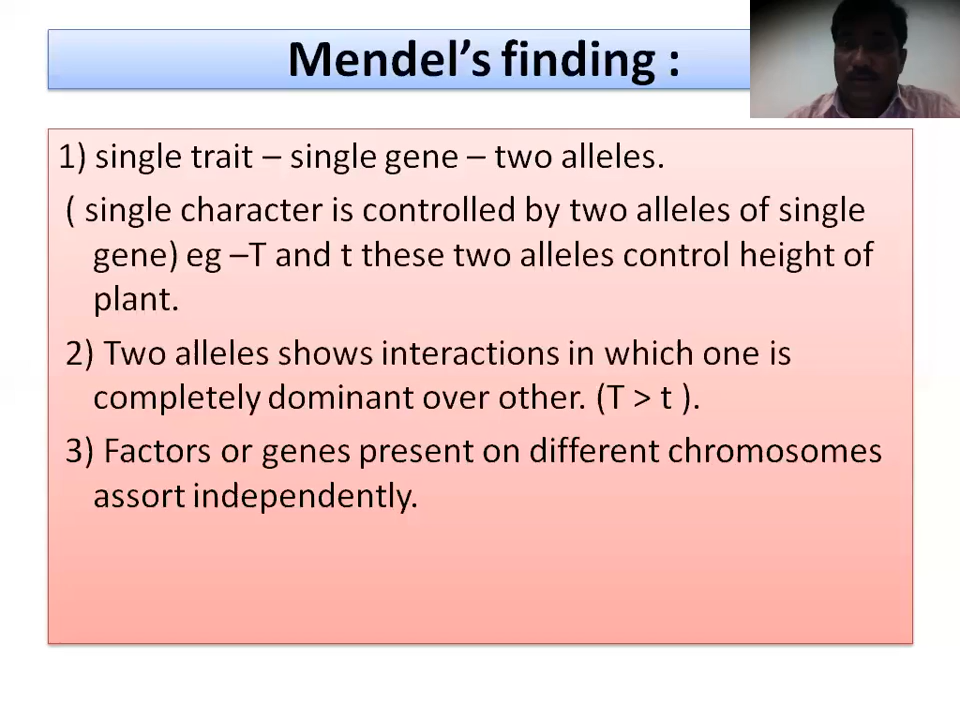 Mendel’s finding :
1) single trait – single gene – two alleles.
( single character is controlled by two alleles of single
gene) eg –T and t these two alleles control height of
plant.
2) Two alleles shows interactions in which one is
completely dominant over other. (T > t ).
3) Factors or genes present on different chromosomes
assort independently.